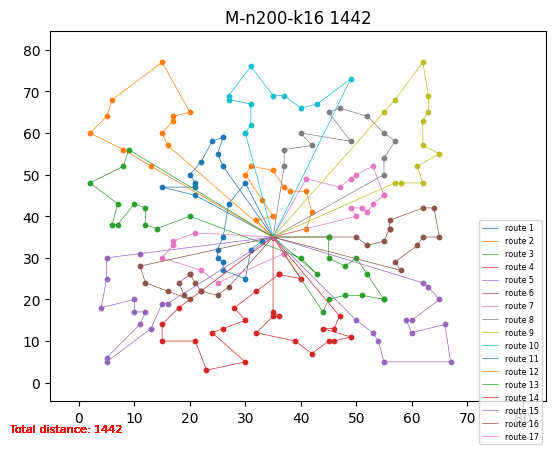 M-n200-k16 1442
80
70
60
50
40
30
20
10
0
route 1
route 2
route 3
route 4
route 5
route 6
route 7
route 8
route 9
route 10
route 11
route 12
route 13
route 14
route 15
route 16
route 17
0 10 20 30 40 50 60 70 80
Total distance: 1442